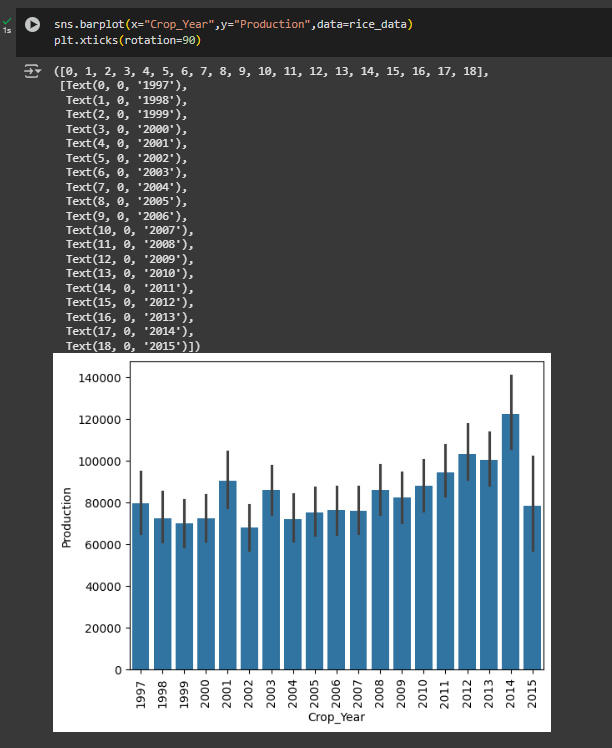 sns.barplot(x="Crop_Year",y="Production",data=rice_data)
1s
plt.xticks(rotation=90)
([0, 1, 2, 3, 4, 5, 6, 7, 8, 9, 10, 11, 12, 13, 14, 15, 16, 17, 18],
[Text(0, 0, '1997'),
Text(1, 0, '1998'),
Text(2, 0, '1999'),
Text(3, 0, '2000'),
Text(4, 0, '2001'),
Text(5, 0, '2002'),
Text(6, 0, '2003'),
Text(7, 0, '2004'),
Text(8, 0, '2005'),
Text(9, 0, '2006'),
Text(10, 0, '2007'),
Text(11, 0, '2008'),
Text(12, 0, '2009'),
Text(13, 0, '2010'),
Text(14, 0, '2011'),
Text(15, 0, '2012'),
Text(16, 0, '2013'),
Text(17, 0, '2014'),
Text(18, 0, '2015')])
140000
120000
100000
80000
60000
40000
20000
0
Production
1997 1998 1999 2000 2001 2002 2003 2004 2005 2006 2007 2008 2009 2010 2011 2012 2013 2014 2015
Crop_Year